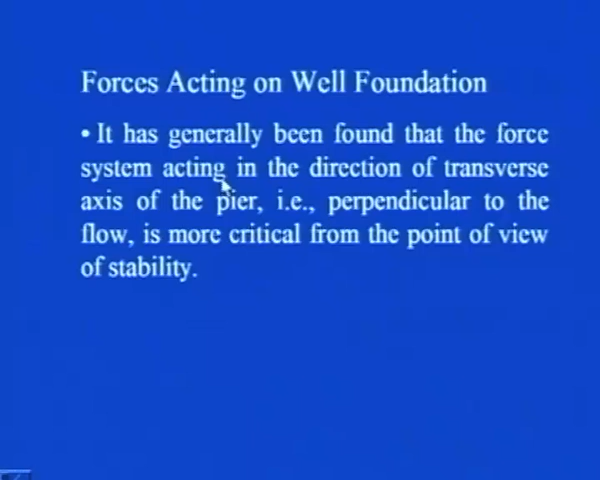 Forces Acting on Well Foundation
• It has generally been found that the force
system acting in the direction of transverse
axis of the pier, i.e., perpendicular to the
flow, is more critical from the point of view
of stability.